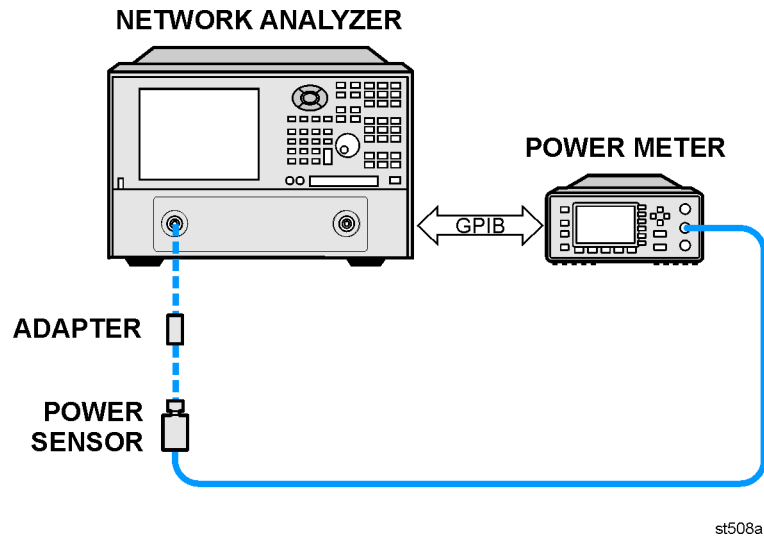 NETWORK ANALYZER
POWER METER
GPIB
ADAPTER
POWER
SENSOR
st508a